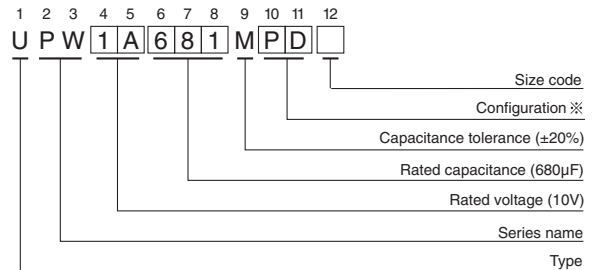 1 2 3 4 5 6 7 8 9 10 11 12
U P W 1 A 6 8 1 M P D
Size code
Configuration ※
Capacitance tolerance (±20%)
Rated capacitance (680µF)
Rated voltage (10V)
Series name
Type